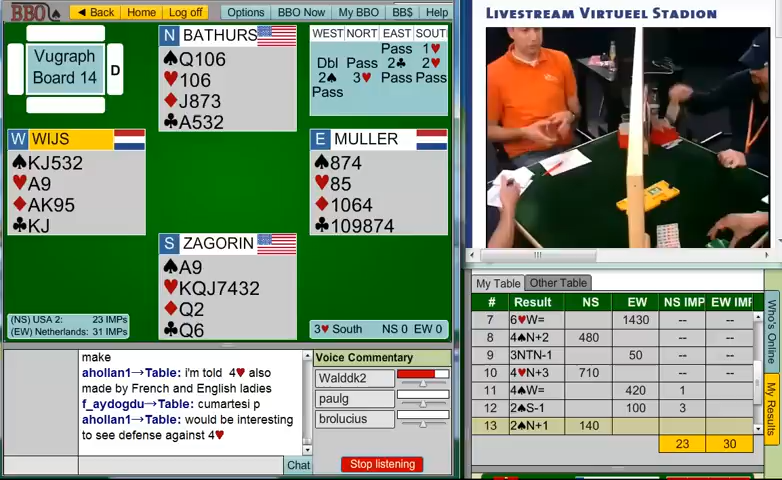 BBO Back Home Log off Options BBO Now My BBO BB$ Help
Vugraph
Board 14
D
N BATHURS
♠Q106
♥106
♦J873
♣A532
WEST NORT EAST SOUTI
Pass 1♥
Dbl Pass 2♣ 2♥
2♠ 3♥ Pass Pass
Pass
W WIJS
♠KJ532
♥A9
♦AK95
♣KJ
E MULLER
♠874
♥85
♦1064
♣109874
S ZAGORIN
♠A9
♥KQJ7432
♦Q2
♣Q6
(NS) USA 2: 23 IMPs
(EW) Netherlands: 31 IMPs
3♥ South NS 0 EW 0
make
ahollan1→Table: i'm told 4♥ also
made by French and English ladies
f_aydogdu→Table: cumartesi p
ahollan1→Table: would be interesting
to see defense against 4♥
Chat
Voice Commentary
Walddk2
paulg
brolucius
Stop listening
LIVESTREAM VIRTUEEL STADION
My Table Other Table
# Result NS EW NS IMP EW IMF
7 6♥W= 1430 -- --
8 4♠N+2 480 -- --
9 3NTN-1 50 -- --
10 4♥N+3 710 -- --
11 4♠W= 420 1
12 2♠S-1 100 3
13 2♠N+1 140
23 30
Who's Online
My Results